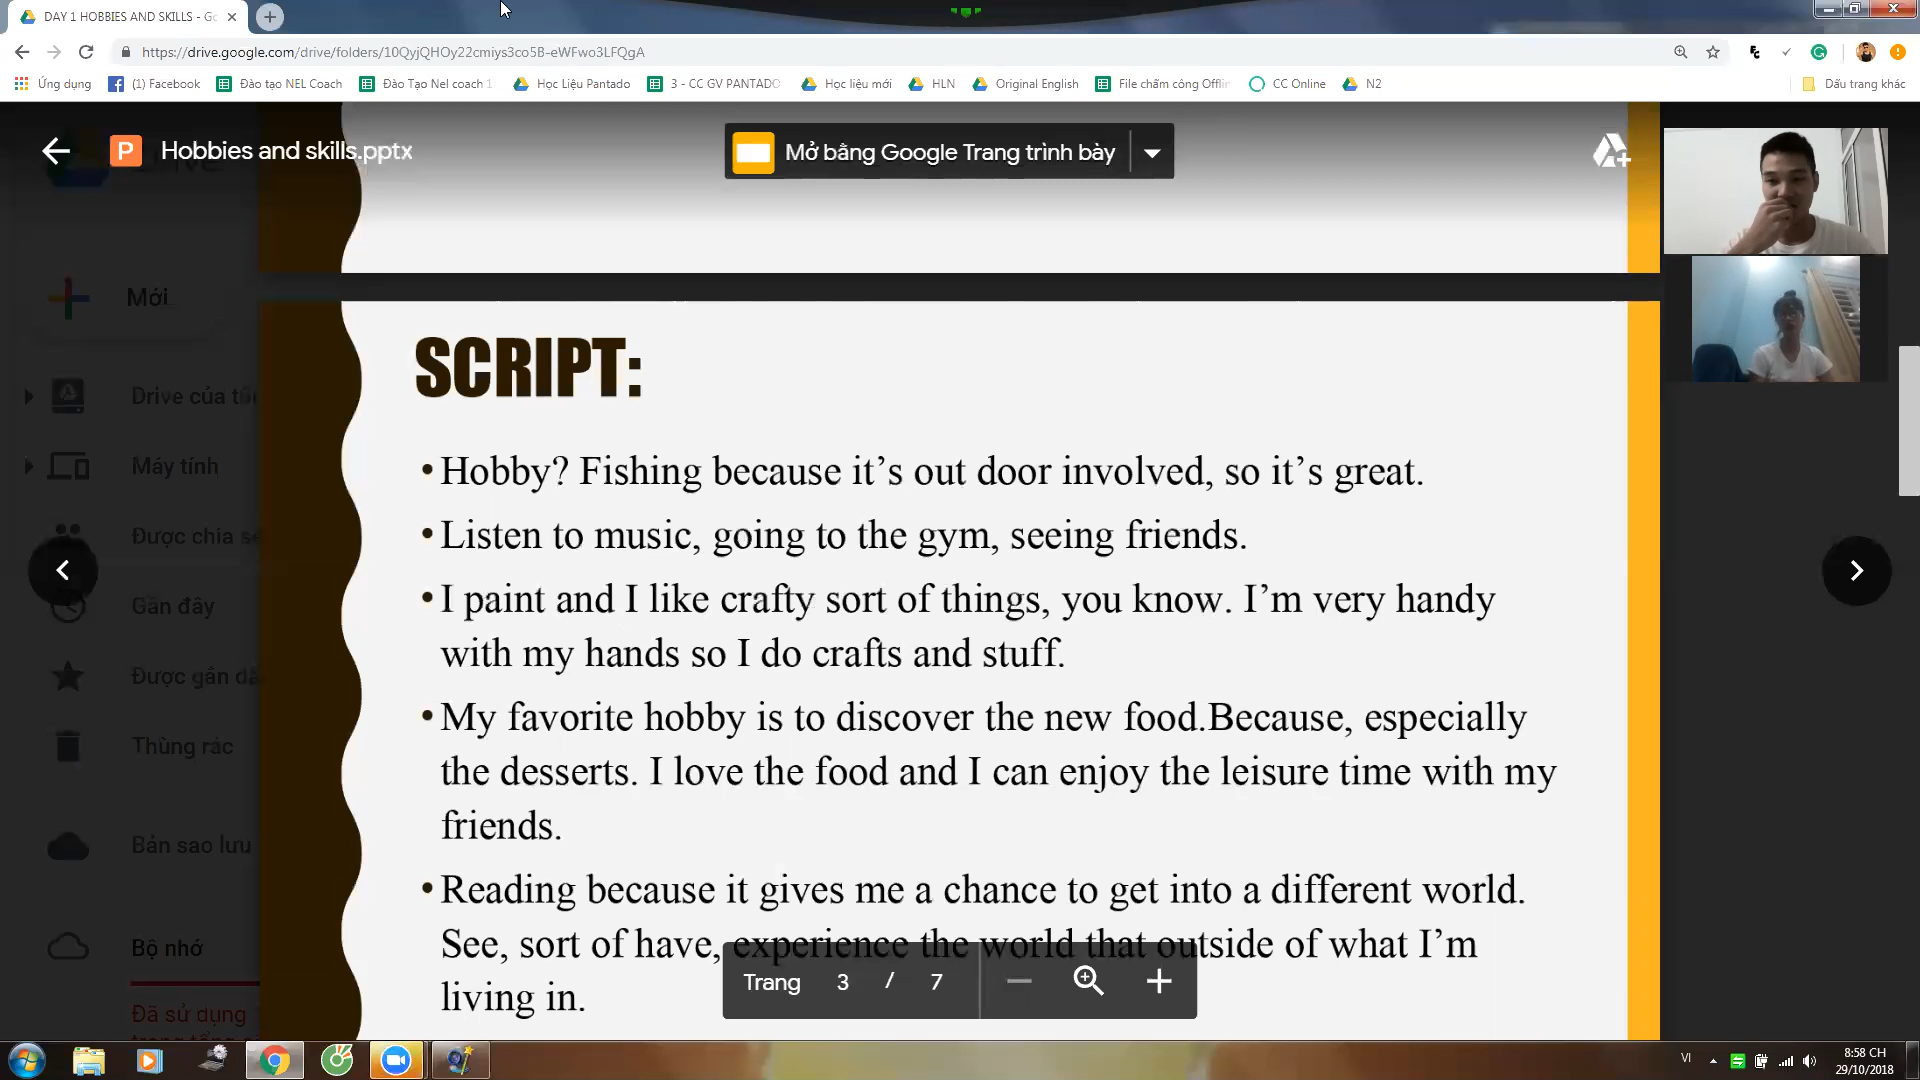 DAY 1 HOBBIES AND SKILLS - Go
https://drive.google.com/drive/folders/10QyjQHOy22cmiys3co5B-eWFwo3LFQgA
Ứng dụng
(1) Facebook
Đào tạo NEL Coach
Đào Tạo Nel coach 1
Học Liệu Pantado
3 - CC GV PANTADO
Học liệu mới
HLN
Original English
File chấm công Offlin
CC Online
N2
Dấu trang khác
P
Hobbies and skills.pptx
Mở bằng Google Trang trình bày
Mới
Drive của tôi
Máy tính
Được chia sẻ
Gần đây
Được gắn dấ
Thùng rác
Bản sao lưu
Bộ nhớ
Đã sử dụng
SCRIPT:
•Hobby? Fishing because it’s out door involved, so it’s great.
•Listen to music, going to the gym, seeing friends.
•I paint and I like crafty sort of things, you know. I’m very handy
with my hands so I do crafts and stuff.
•My favorite hobby is to discover the new food.Because, especially
the desserts. I love the food and I can enjoy the leisure time with my
friends.
•Reading because it gives me a chance to get into a different world.
See, sort of have, experience the world that outside of what I’m
living in.
Trang 3 / 7
VI
8:58 CH
29/10/2018